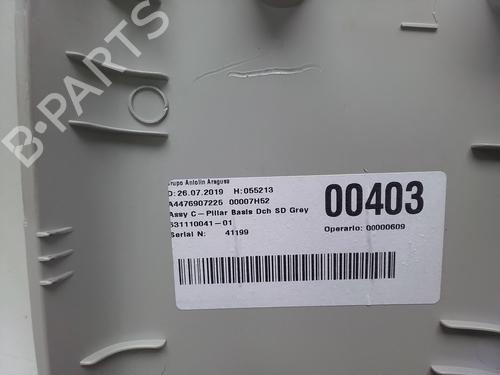 B-PARTS
Grupo Antolin Aragusa
D: 26.07.2019 H: 055213
A4476907225 00007H52
Assy C-Pillar Basis Dch SD Grey
631110041-01
Serial N: 41199
00403
Operario: 00000609